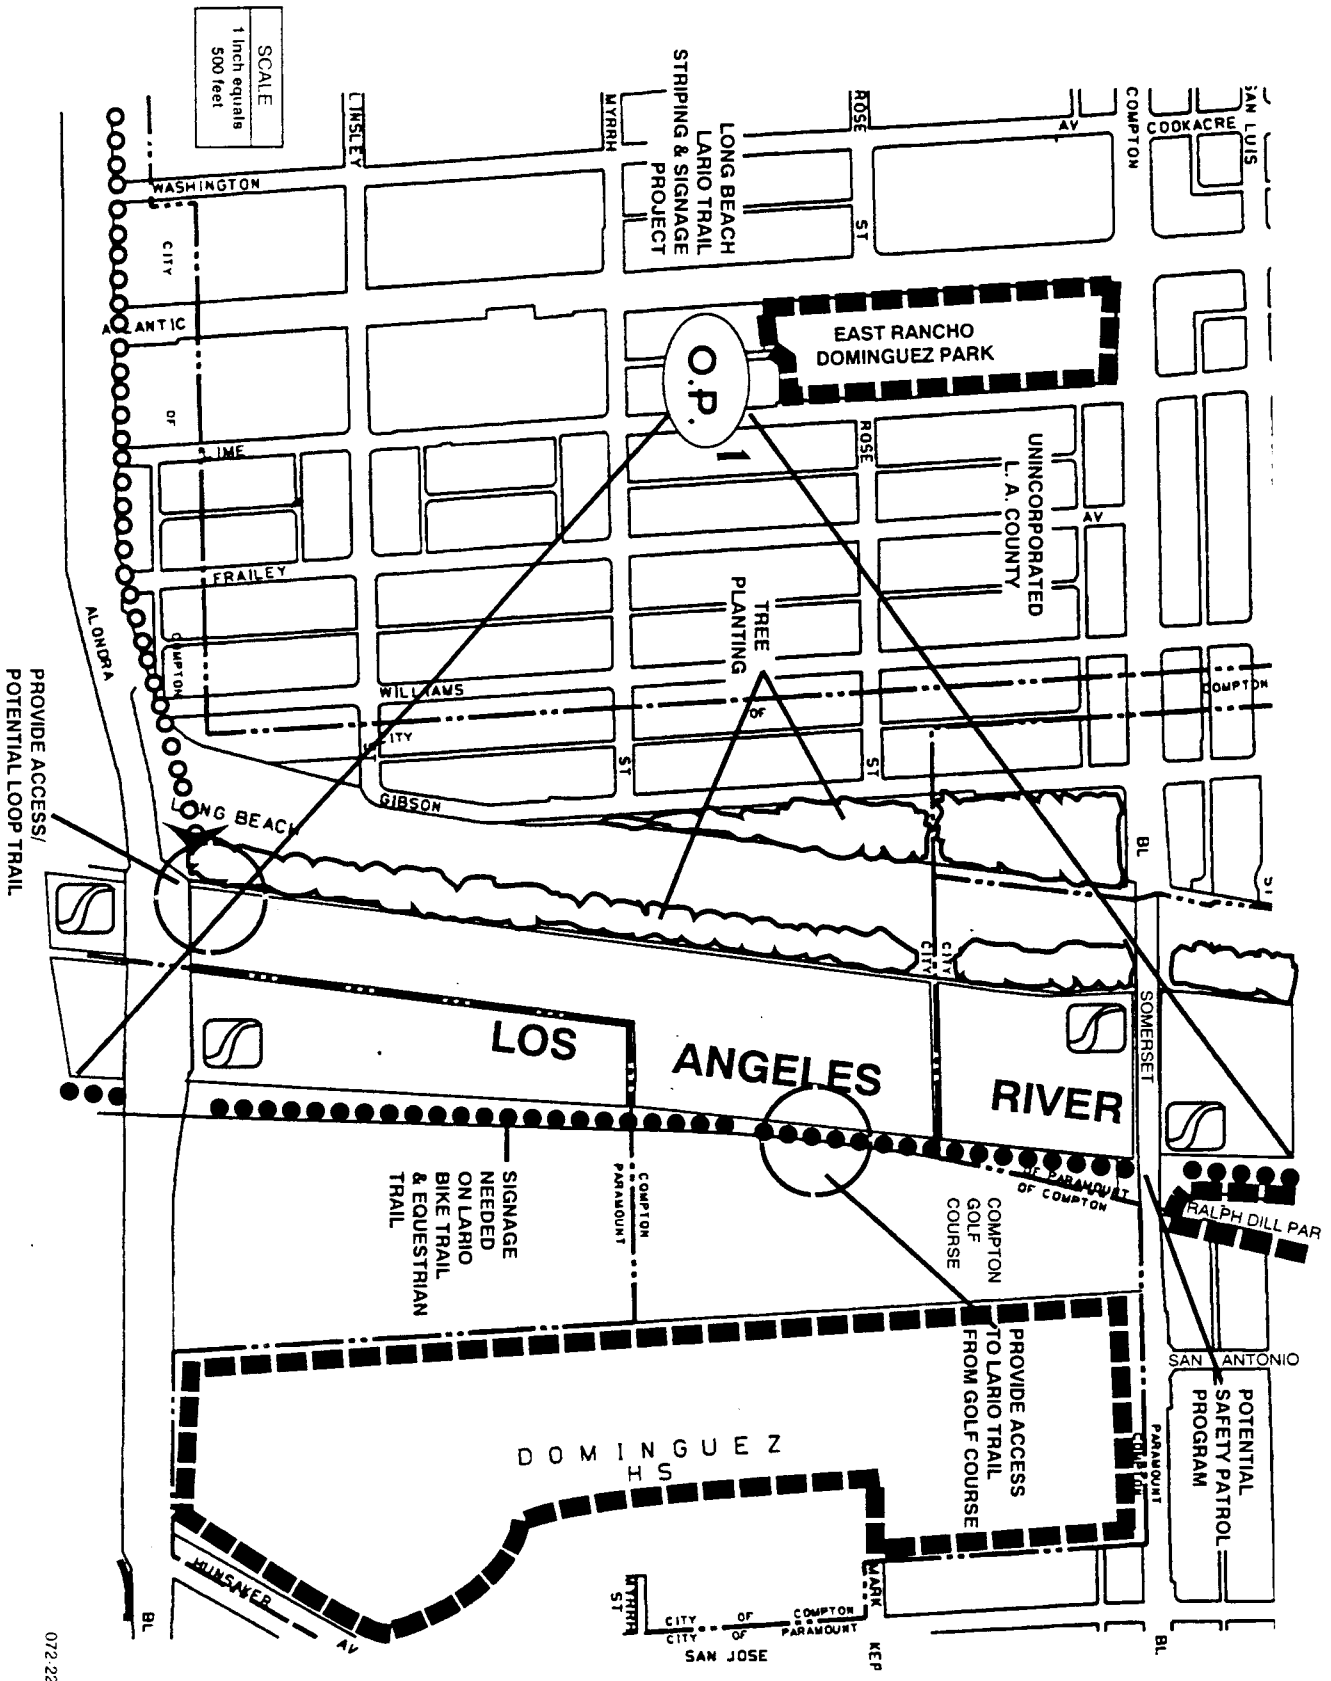 SCALE
1 Inch equals
500 feet
LONG BEACH
LARIO TRAIL
STRIPING & SIGNAGE
PROJECT
MYRRH
ROSE
ST
AV
COMPTON
COOKACRE
SAN LUIS
WASHINGTON
CITY
OF
COMPTON
EAST RANCHO
DOMINGUEZ PARK
O.P.
1
UNINCORPORATED
L. A. COUNTY
ROSE
AV
FRAILEY
TREE
PLANTING
WILLIAMS
CITY
OF
COMPTON
ST
ST
ST
GIBSON
BL
ALONDRA
LONG BEACH
PROVIDE ACCESS/
POTENTIAL LOOP TRAIL
CITY
CITY
SOMERSET
LOS
ANGELES
RIVER
OF PARAMOUNT
OF COMPTON
RALPH DILL PAR
SIGNAGE
NEEDED
ON LARIO
BIKE TRAIL
& EQUESTRIAN
TRAIL
COMPTON
PARAMOUNT
COMPTON
GOLF
COURSE
PROVIDE ACCESS
TO LARIO TRAIL
FROM GOLF COURSE
SAN ANTONIO
POTENTIAL
SAFETY PATROL
PROGRAM
PARAMOUNT
COMPTON
DOMINGUEZ
HS
HUNSAKER
AV
BL
MYRRH
ST
CITY OF COMPTON
CITY OF PARAMOUNT
SAN JOSE
MARK
KEP
BL
072-22